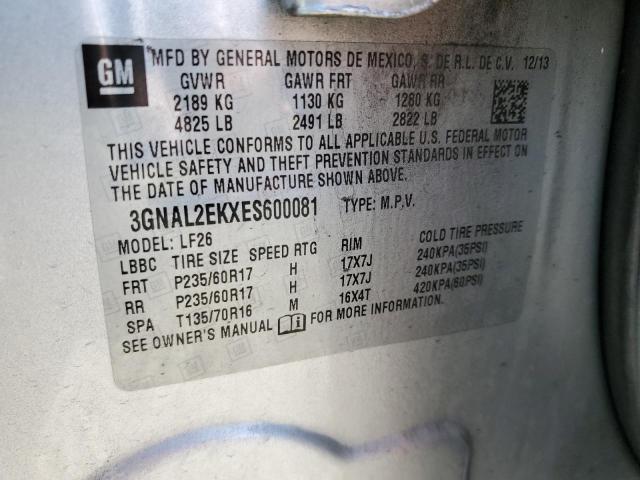 GM MFD BY GENERAL MOTORS DE MEXICO, S. DE R.L. DE C.V. 12/13
GVWR GAWR FRT GAWR RR
2189 KG 1130 KG 1280 KG
4825 LB 2491 LB 2822 LB
THIS VEHICLE CONFORMS TO ALL APPLICABLE U.S. FEDERAL MOTOR
VEHICLE SAFETY AND THEFT PREVENTION STANDARDS IN EFFECT ON
THE DATE OF MANUFACTURE SHOWN ABOVE.
3GNAL2EKXES600081 TYPE: M.P.V.
MODEL: LF26
LBBC TIRE SIZE SPEED RTG RIM COLD TIRE PRESSURE
FRT P235/60R17 H 17X7J 240KPA(35PSI)
RR P235/60R17 H 17X7J 240KPA(35PSI)
SPA T135/70R16 M 16X4T 420KPA(60PSI)
SEE OWNER'S MANUAL FOR MORE INFORMATION.